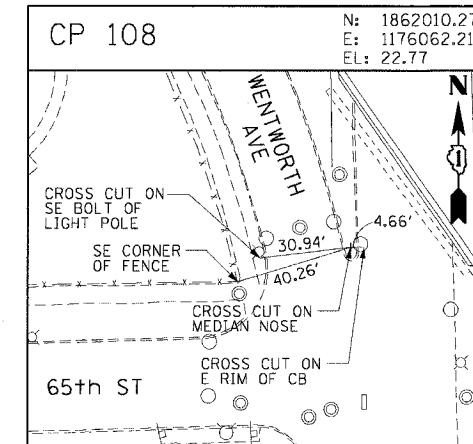 CP 108
N: 1862010.27
E: 1176062.21
EL: 22.77
N
1
WENTWORTH
AVE
CROSS CUT ON
SE BOLT OF
LIGHT POLE
4.66'
30.94'
SE CORNER
OF FENCE
40.26'
CROSS CUT ON
MEDIAN NOSE
CROSS CUT ON
E RIM OF CB
65th ST